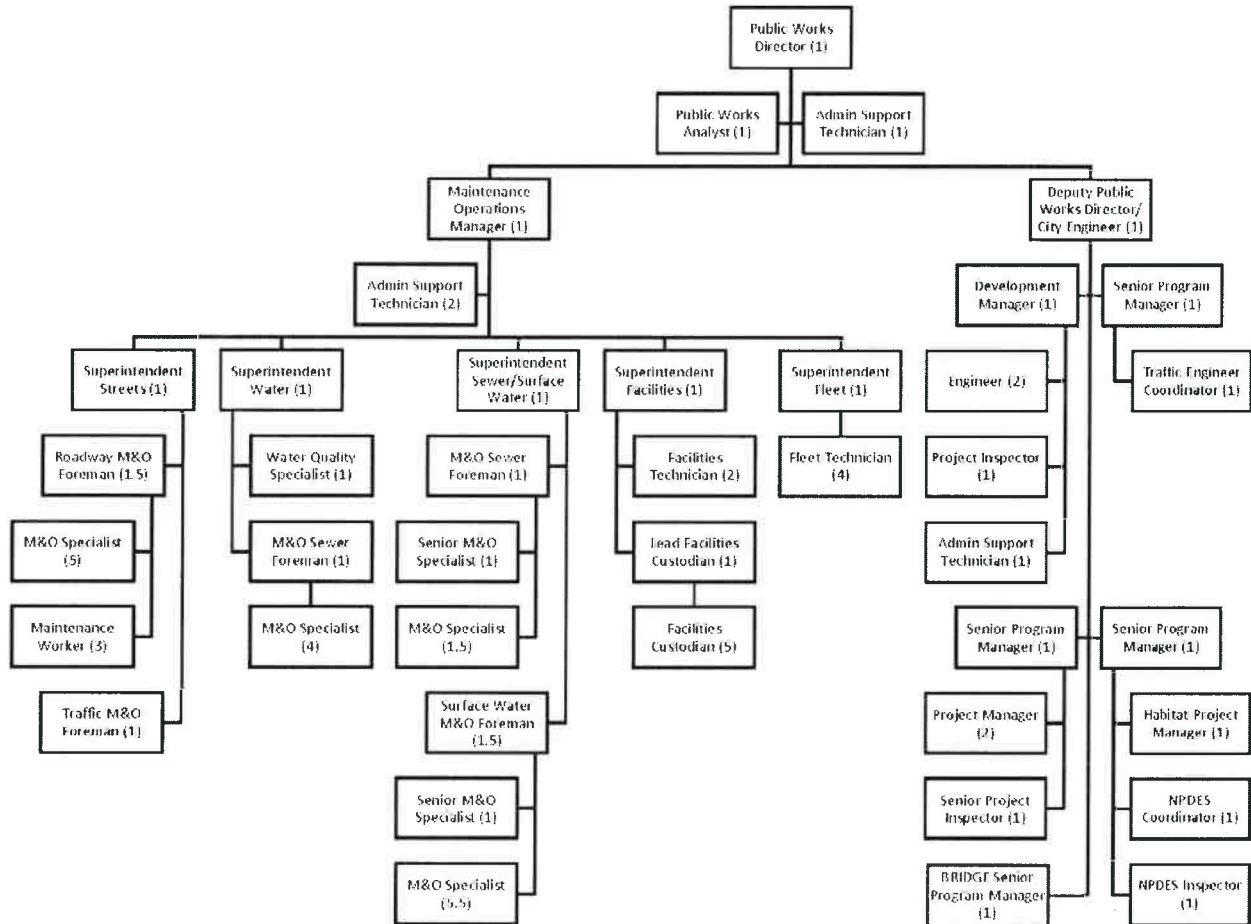 Public Works
Director (1)
Public Works
Analyst (1)
Admin Support
Technician (1)
Maintenance
Operations
Manager (1)
Deputy Public
Works Director/
City Engineer (1)
Admin Support
Technician (2)
Development
Manager (1)
Senior Program
Manager (1)
Superintendent
Streets (1)
Superintendent
Water (1)
Superintendent
Sewer/Surface
Water (1)
Superintendent
Facilities (1)
Superintendent
Fleet (1)
Engineer (2)
Traffic Engineer
Coordinator (1)
Roadway M&O
Foreman (1.5)
Water Quality
Specialist (1)
M&O Sewer
Foreman (1)
Facilities
Technician (2)
Fleet Technician
(4)
Project Inspector
(1)
M&O Specialist
(5)
M&O Sewer
Foreman (1)
Senior M&O
Specialist (1)
Lead Facilities
Custodian (1)
Admin Support
Technician (1)
Maintenance
Worker (3)
M&O Specialist
(4)
M&O Specialist
(1.5)
Facilities
Custodian (5)
Senior Program
Manager (1)
Senior Program
Manager (1)
Traffic M&O
Foreman (1)
Surface Water
M&O Foreman
(1.5)
Project Manager
(2)
Habitat Project
Manager (1)
Senior M&O
Specialist (1)
Senior Project
Inspector (1)
NPDES
Coordinator (1)
M&O Specialist
(5.5)
BRIDGE Senior
Program Manager
(1)
NPDES Inspector
(1)